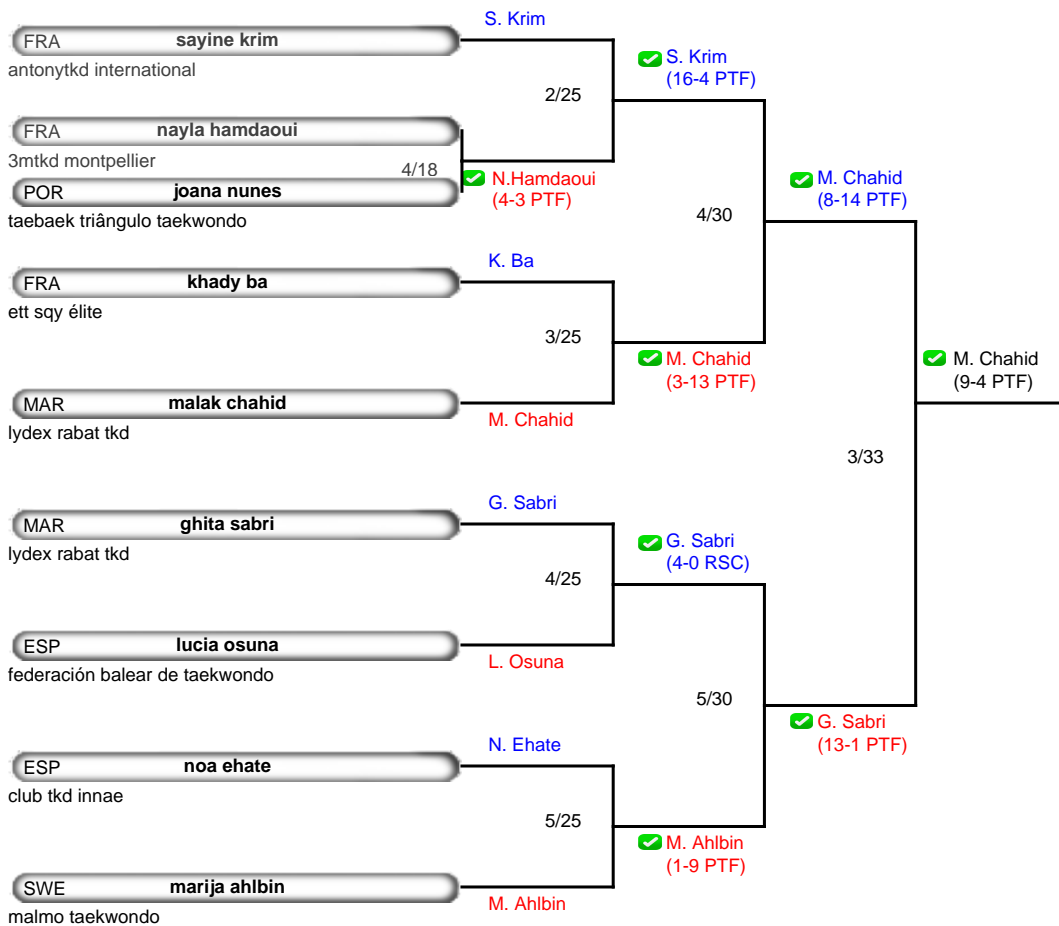 S. Krim
FRA sayine krim
antonytkd international
S. Krim
(16-4 PTF)
2/25
FRA nayla hamdaoui
3mtkd montpellier
4/18
N.Hamdaoui
(4-3 PTF)
POR joana nunes
taebaek triângulo taekwondo
M. Chahid
(8-14 PTF)
4/30
K. Ba
FRA khady ba
ett sqy élite
3/25
M. Chahid
(3-13 PTF)
MAR malak chahid
lydex rabat tkd
M. Chahid
M. Chahid
(9-4 PTF)
3/33
G. Sabri
MAR ghita sabri
lydex rabat tkd
G. Sabri
(4-0 RSC)
4/25
ESP lucia osuna
federación balear de taekwondo
L. Osuna
5/30
G. Sabri
(13-1 PTF)
N. Ehate
ESP noa ehate
club tkd innae
5/25
M. Ahlbin
(1-9 PTF)
SWE marija ahlbin
malmo taekwondo
M. Ahlbin